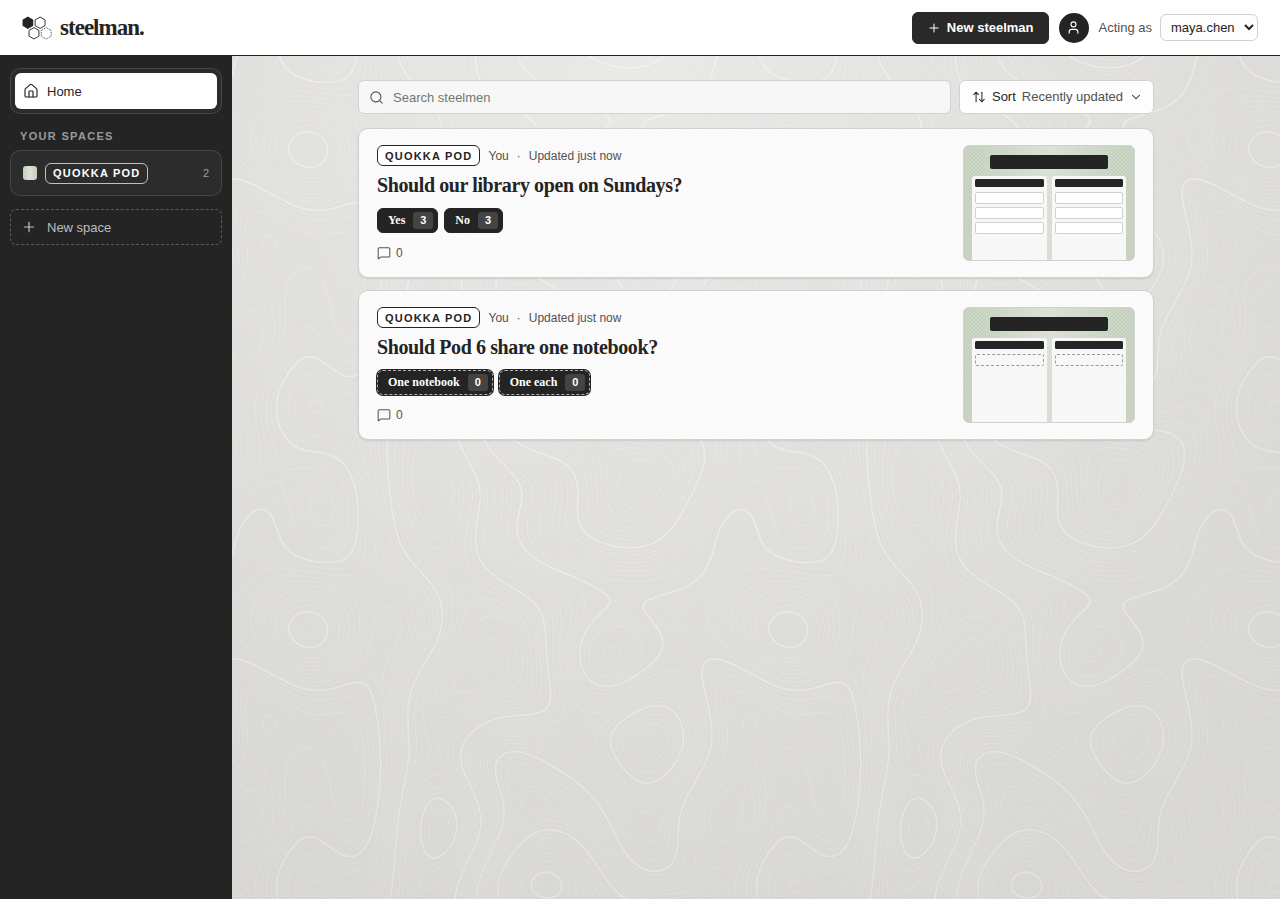 steelman.
New steelman
Acting as
maya.chen
Home
YOUR SPACES
QUOKKA POD
2
New space
Search steelmen
Sort Recently updated
QUOKKA POD You · Updated just now
Should our library open on Sundays?
Yes 3 No 3
0
QUOKKA POD You · Updated just now
Should Pod 6 share one notebook?
One notebook 0 One each 0
0